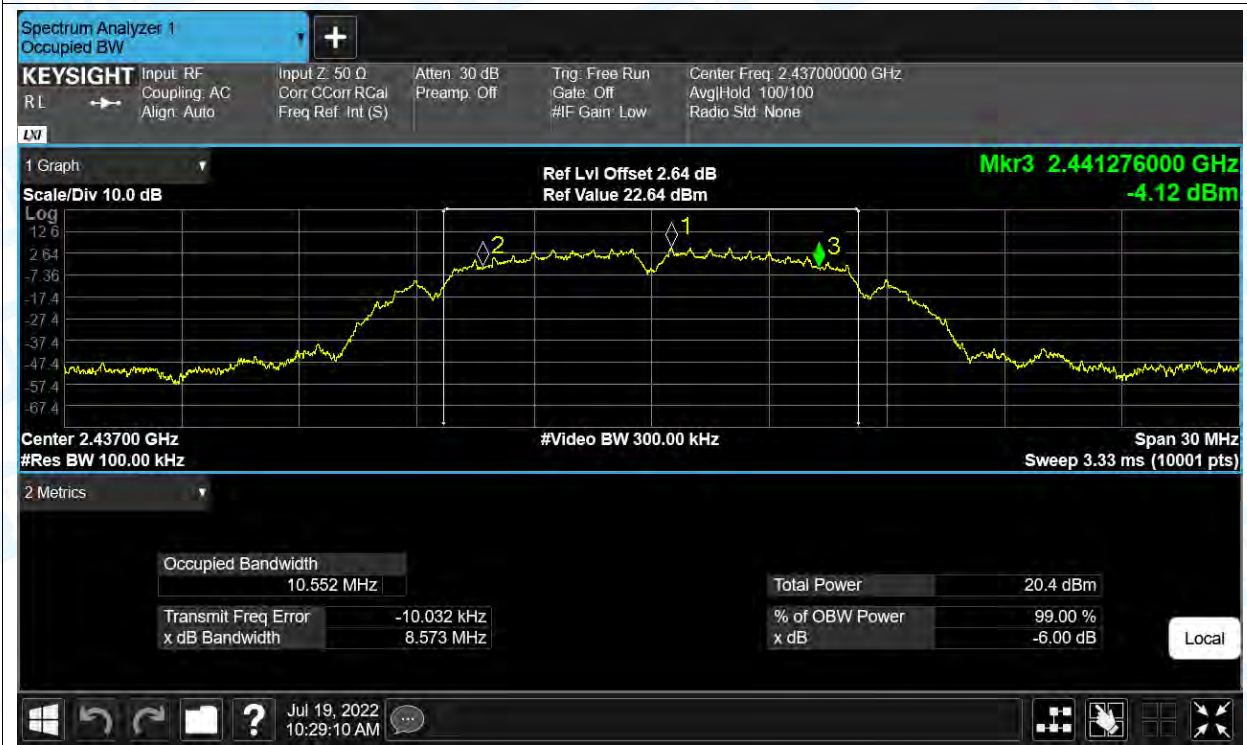 Spectrum Analyzer 1
Occupied BW
+
KEYSIGHT Input: RF Input Z: 50 Ω Atten: 30 dB Trig: Free Run Center Freq: 2.437000000 GHz
RL Coupling: AC Corr CCorr RCal Preamp: Off Gate: Off Avg|Hold: 100/100
Align: Auto Freq Ref: Int (S) #IF Gain: Low Radio Std: None
LXI
1 Graph Ref Lvl Offset 2.64 dB Mkr3 2.441276000 GHz
Scale/Div 10.0 dB Ref Value 22.64 dBm -4.12 dBm
Log
12.6
2.64
-7.36
-17.4
-27.4
-37.4
-47.4
-57.4
-67.4
2
1
3
Center 2.43700 GHz #Video BW 300.00 kHz Span 30 MHz
#Res BW 100.00 kHz Sweep 3.33 ms (10001 pts)
2 Metrics
Occupied Bandwidth
10.552 MHz Total Power 20.4 dBm
Transmit Freq Error -10.032 kHz % of OBW Power 99.00 %
x dB Bandwidth 8.573 MHz x dB -6.00 dB
Local
? Jul 19, 2022
10:29:10 AM